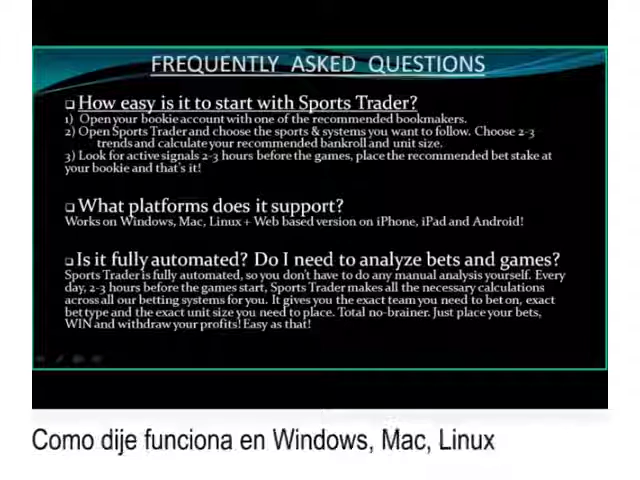 FREQUENTLY ASKED QUESTIONS
How easy is it to start with Sports Trader?
1) Open your bookie account with one of the recommended bookmakers.
2) Open Sports Trader and choose the sports & systems you want to follow. Choose 2-3
trends and calculate your recommended bankroll and unit size.
3) Look for active signals 2-3 hours before the games, place the recommended bet stake at
your bookie and that's it!
What platforms does it support?
Works on Windows, Mac, Linux + Web based version on iPhone, iPad and Android!
Is it fully automated? Do I need to analyze bets and games?
Sports Trader is fully automated, so you don't have to do any manual analysis yourself. Every
day, 2-3 hours before the games start, Sports Trader makes all the necessary calculations
across all our betting systems for you. It gives you the exact team you need to bet on, exact
bet type and the exact unit size you need to place. Total no-brainer. Just place your bets,
WIN and withdraw your profits! Easy as that!
Como dije funciona en Windows, Mac, Linux